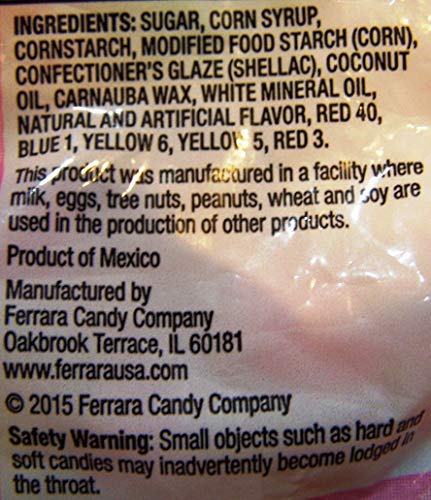 INGREDIENTS: SUGAR, CORN SYRUP,
CORNSTARCH, MODIFIED FOOD STARCH (CORN),
CONFECTIONER'S GLAZE (SHELLAC), COCONUT
OIL, CARNAUBA WAX, WHITE MINERAL OIL,
NATURAL AND ARTIFICIAL FLAVOR, RED 40,
BLUE 1, YELLOW 6, YELLOW 5, RED 3.
This product was manufactured in a facility where
milk, eggs, tree nuts, peanuts, wheat and soy are
used in the production of other products.
Product of Mexico
Manufactured by
Ferrara Candy Company
Oakbrook Terrace, IL 60181
www.ferrarausa.com
© 2015 Ferrara Candy Company
Safety Warning: Small objects such as hard and
soft candies may inadvertently become lodged in
the throat.